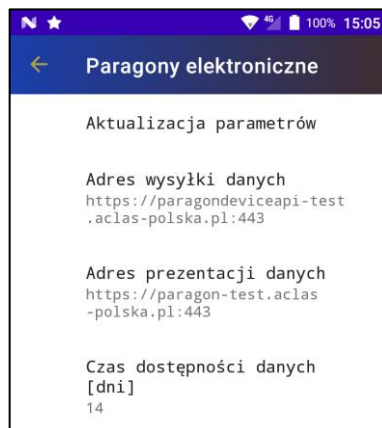 4G 100% 15:05
Paragony elektroniczne
Aktualizacja parametrów
Adres wysyłki danych
https://paragondeviceapi-test
.aclas-polska.pl:443
Adres prezentacji danych
https://paragon-test.aclas
-polska.pl:443
Czas dostępności danych
[dni]
14